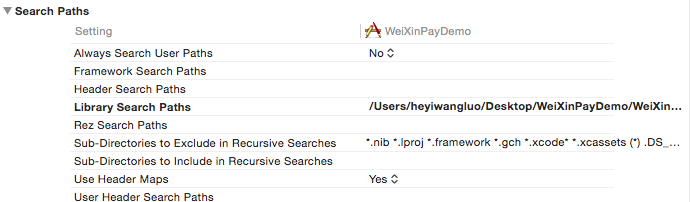 Search Paths
Setting WeiXinPayDemo
Always Search User Paths No
Framework Search Paths
Header Search Paths
Library Search Paths /Users/heyiwangluo/Desktop/WeiXinPayDemo/WeiXin...
Rez Search Paths
Sub-Directories to Exclude in Recursive Searches *.nib *.lproj *.framework *.gch *.xcode* *.xcassets (*) .DS_...
Sub-Directories to Include in Recursive Searches
Use Header Maps Yes
User Header Search Paths